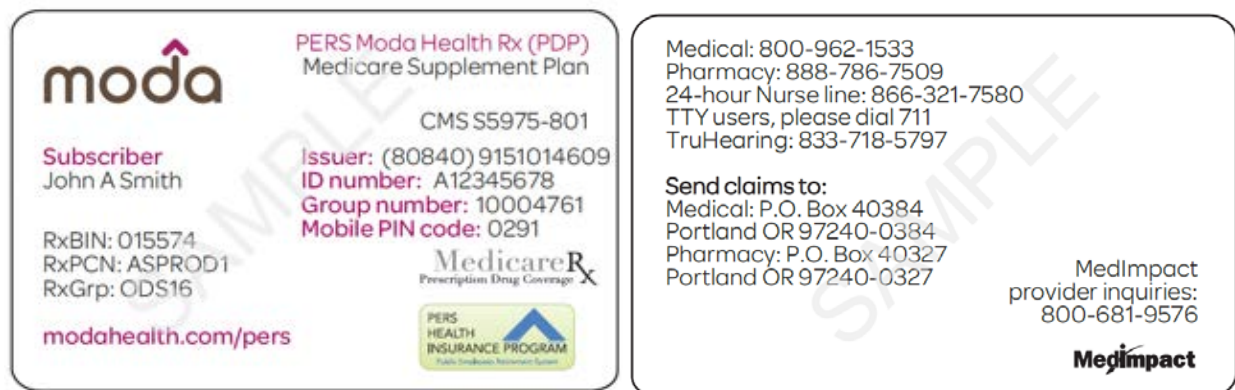 moda
PERS Moda Health Rx (PDP)
Medicare Supplement Plan
CMS S5975-801
Subscriber
John A Smith
Issuer: (80840) 9151014609
ID number: A12345678
Group number: 10004761
Mobile PIN code: 0291
RxBIN: 015574
RxPCN: ASPROD1
RxGrp: ODS16
MedicareRx
Prescription Drug Coverage
modahealth.com/pers
PERS
HEALTH
INSURANCE PROGRAM
Public Employees Retirement System
SAMPLE
Medical: 800-962-1533
Pharmacy: 888-786-7509
24-hour Nurse line: 866-321-7580
TTY users, please dial 711
TruHearing: 833-718-5797
Send claims to:
Medical: P.O. Box 40384
Portland OR 97240-0384
Pharmacy: P.O. Box 40327
Portland OR 97240-0327
MedImpact
provider inquiries:
800-681-9576
MedImpact
SAMPLE